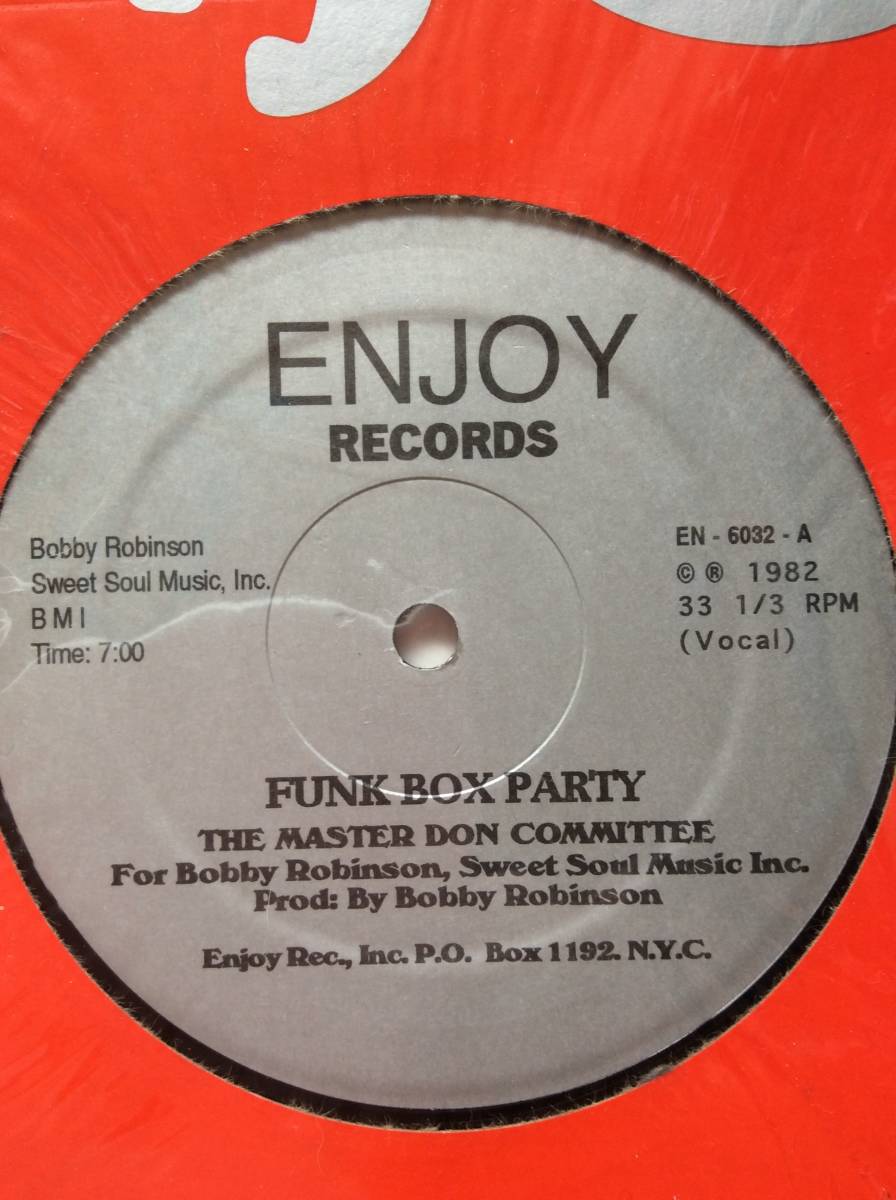 ENJOY
RECORDS
Bobby Robinson
Sweet Soul Music, Inc.
B M I
Time: 7:00
EN - 6032 - A
© ® 1982
33 1/3 RPM
(Vocal)
FUNK BOX PARTY
THE MASTER DON COMMITTEE
For Bobby Robinson, Sweet Soul Music Inc.
Prod: By Bobby Robinson
Enjoy Rec., Inc. P.O. Box 1192. N.Y.C.